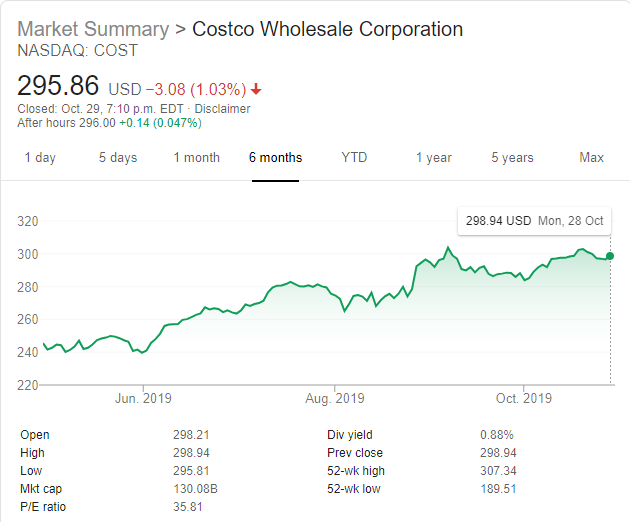 Market Summary > Costco Wholesale Corporation
NASDAQ: COST
295.86 USD −3.08 (1.03%)
Closed: Oct. 29, 7:10 p.m. EDT · Disclaimer
After hours 296.00 +0.14 (0.047%)
1 day 5 days 1 month 6 months YTD 1 year 5 years Max
298.94 USD Mon, 28 Oct
320
300
280
260
240
220
Jun. 2019 Aug. 2019 Oct. 2019
Open 298.21 Div yield 0.88%
High 298.94 Prev close 298.94
Low 295.81 52-wk high 307.34
Mkt cap 130.08B 52-wk low 189.51
P/E ratio 35.81